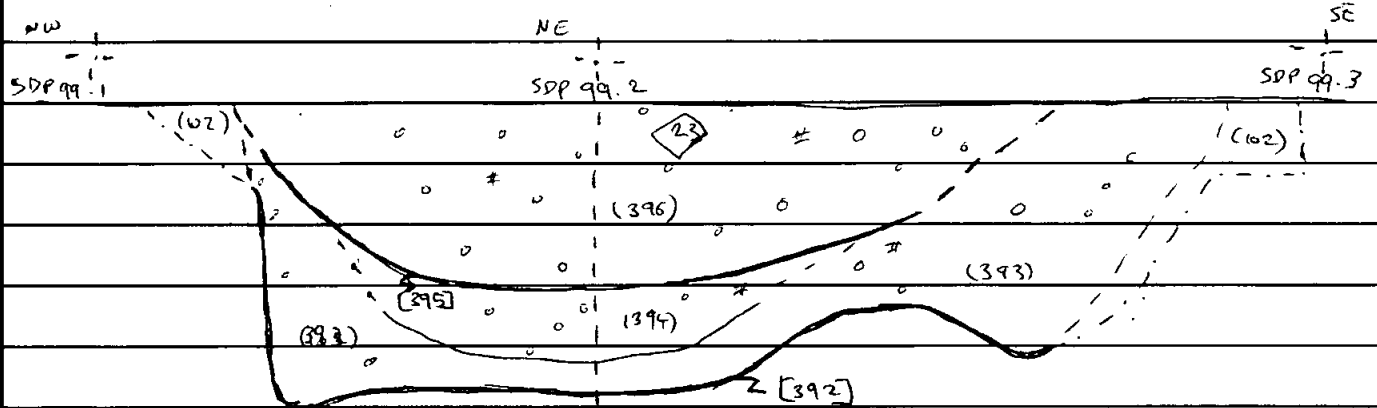 NW NE SE
SDP 99.1 SDP 99.2 SDP 99.3
(102) 23 (102)
(396)
[395] (393)
(393) (394)
[392]